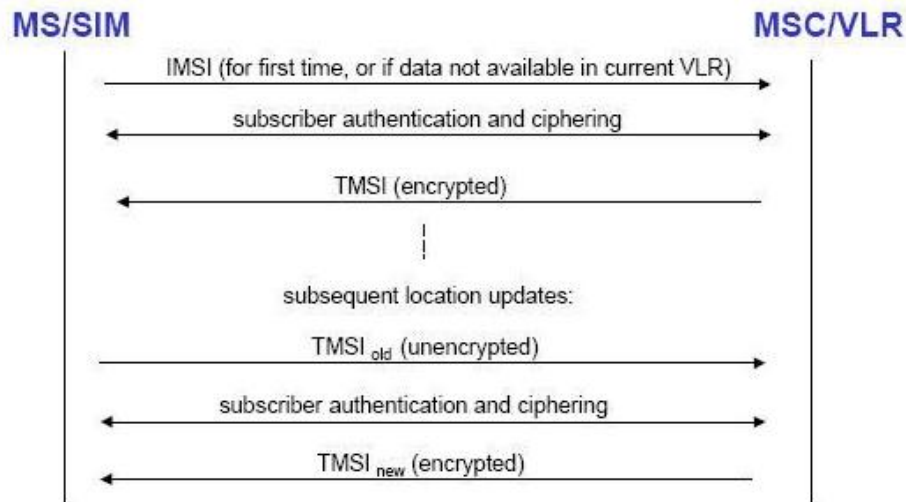 MS/SIM MSC/VLR
IMSI (for first time, or if data not available in current VLR)
subscriber authentication and ciphering
TMSI (encrypted)
subsequent location updates:
TMSI old (unencrypted)
subscriber authentication and ciphering
TMSI new (encrypted)